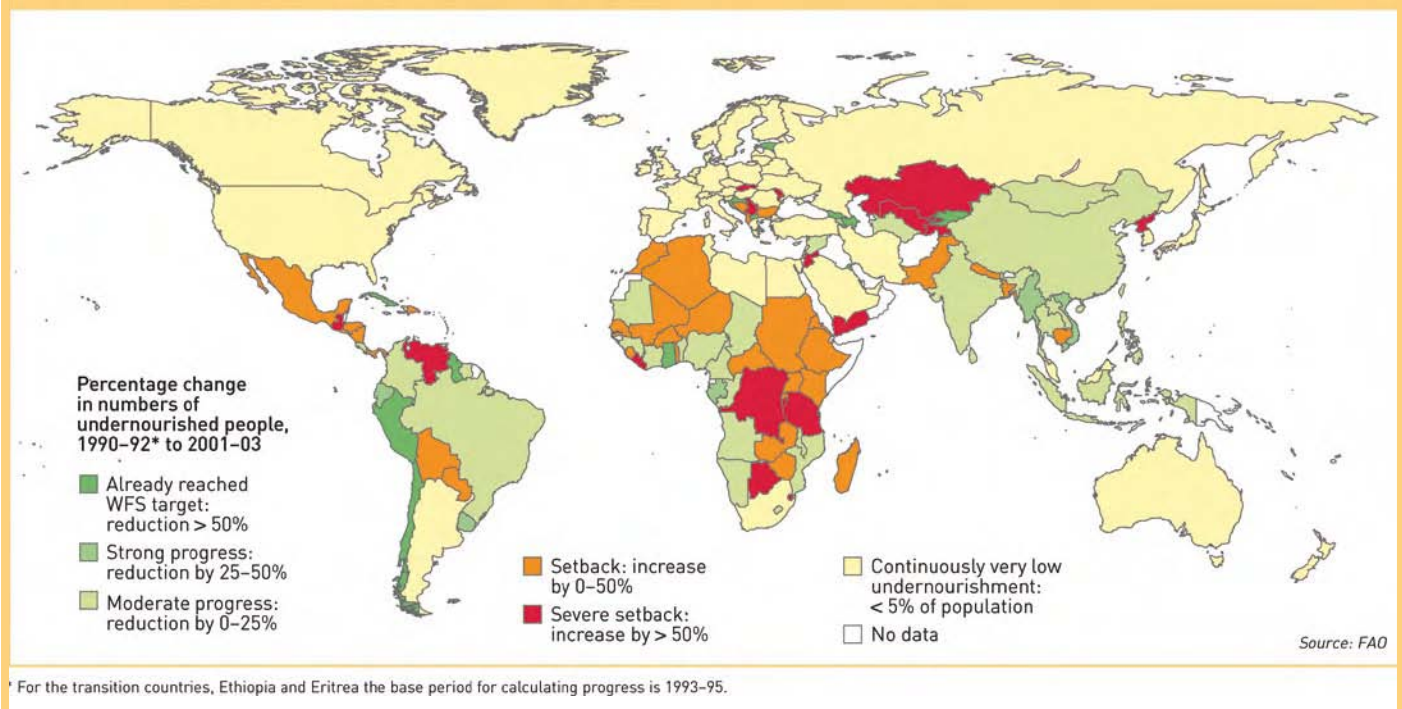 Percentage change
in numbers of
undernourished people,
1990–92* to 2001–03
Already reached
WFS target:
reduction > 50%
Strong progress:
reduction by 25–50%
Moderate progress:
reduction by 0–25%
Setback: increase
by 0–50%
Severe setback:
increase by > 50%
Continuously very low
undernourishment:
< 5% of population
No data
Source: FAO
* For the transition countries, Ethiopia and Eritrea the base period for calculating progress is 1993–95.